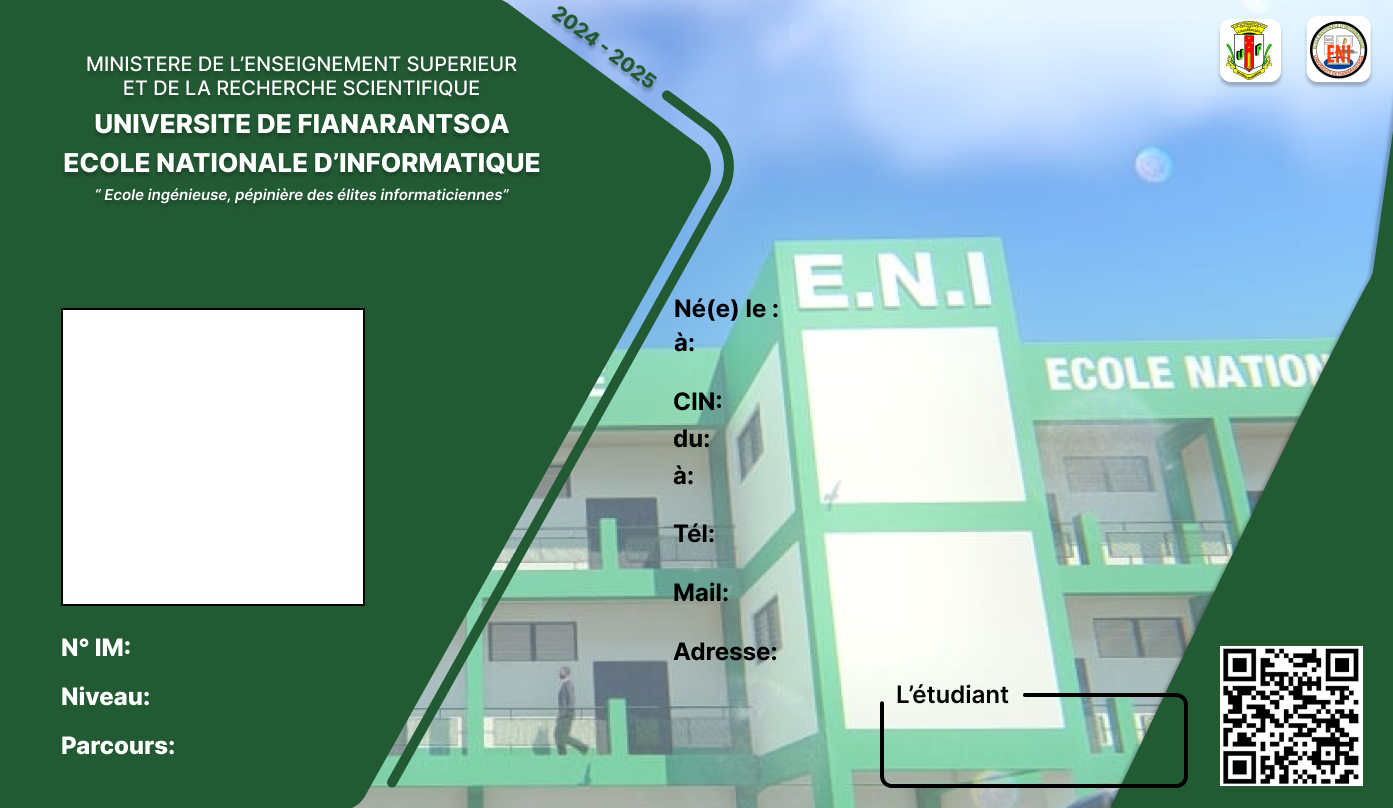 MINISTERE DE L’ENSEIGNEMENT SUPERIEUR
ET DE LA RECHERCHE SCIENTIFIQUE
UNIVERSITE DE FIANARANTSOA
ECOLE NATIONALE D’INFORMATIQUE
“ Ecole ingénieuse, pépinière des élites informaticiennes”
2024 - 2025
ENI
E.N.I
ECOLE NATION
Né(e) le :
à:
CIN:
du:
à:
Tél:
Mail:
Adresse:
L’étudiant
N° IM:
Niveau:
Parcours: